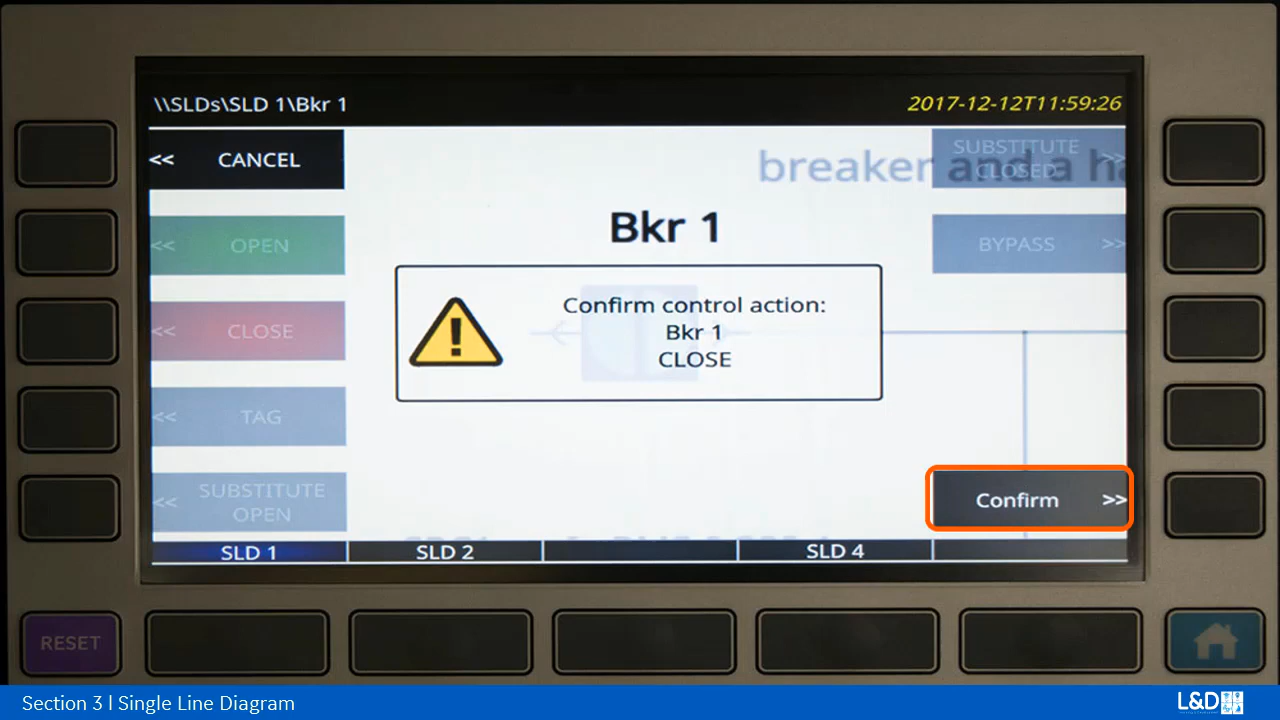 \\SLDs\SLD 1\Bkr 1
2017-12-12T11:59:26
<< CANCEL
SUBSTITUTE
CLOSED >>
breaker and a ha
<< OPEN
BYPASS >>
Bkr 1
<< CLOSE
Confirm control action:
Bkr 1
CLOSE
<< TAG
<< SUBSTITUTE
OPEN
Confirm >>
SLD 1
SLD 2
SLD 4
RESET
Section 3 | Single Line Diagram
L&D